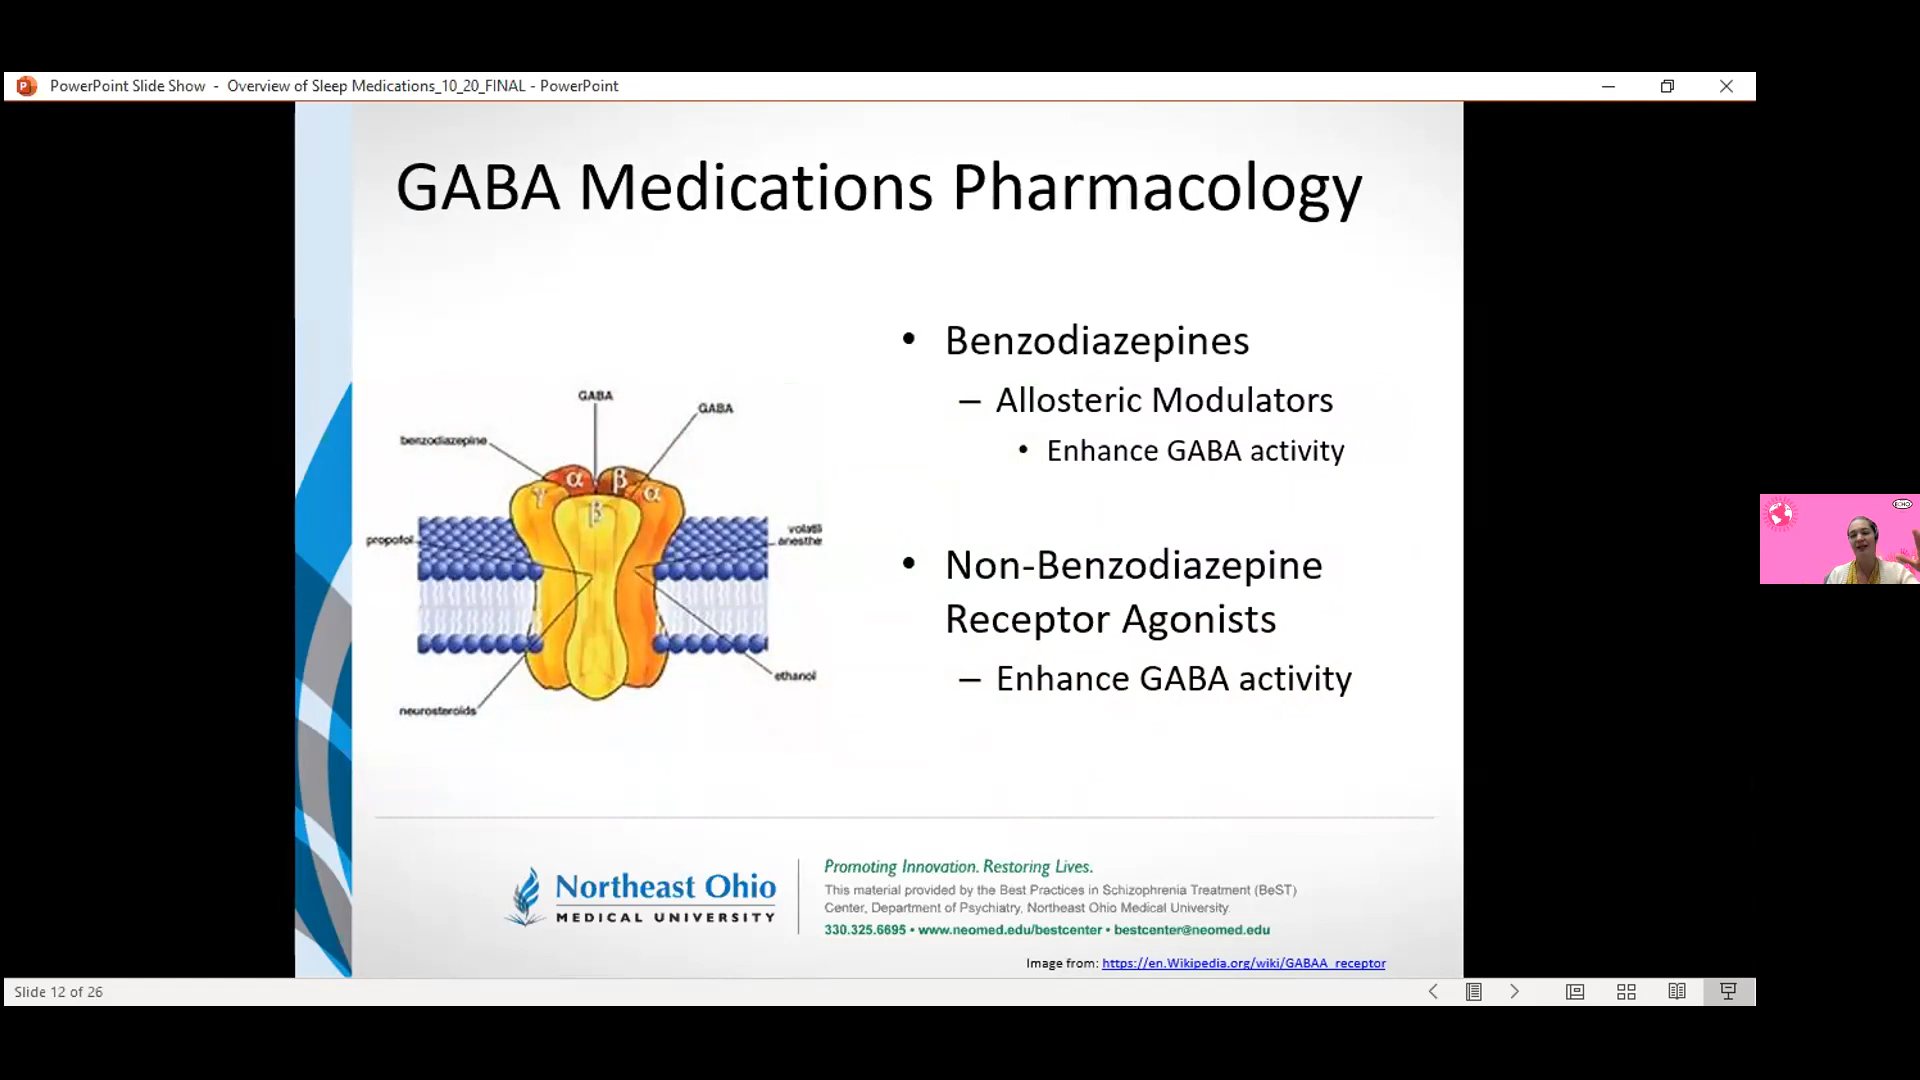 PowerPoint Slide Show - Overview of Sleep Medications_10_20_FINAL - PowerPoint
GABA Medications Pharmacology
• Benzodiazepines
– Allosteric Modulators
• Enhance GABA activity
• Non-Benzodiazepine
Receptor Agonists
– Enhance GABA activity
GABA
GABA
benzodiazepine
α
β
γ
α
β
propofol
volati
anesthe
ethanol
neurosteroids
ECHO
Northeast Ohio
MEDICAL UNIVERSITY
Promoting Innovation. Restoring Lives.
This material provided by the Best Practices in Schizophrenia Treatment (BeST)
Center, Department of Psychiatry, Northeast Ohio Medical University.
330.325.6695 • www.neomed.edu/bestcenter • bestcenter@neomed.edu
Image from: https://en.Wikipedia.org/wiki/GABAA_receptor
Slide 12 of 26